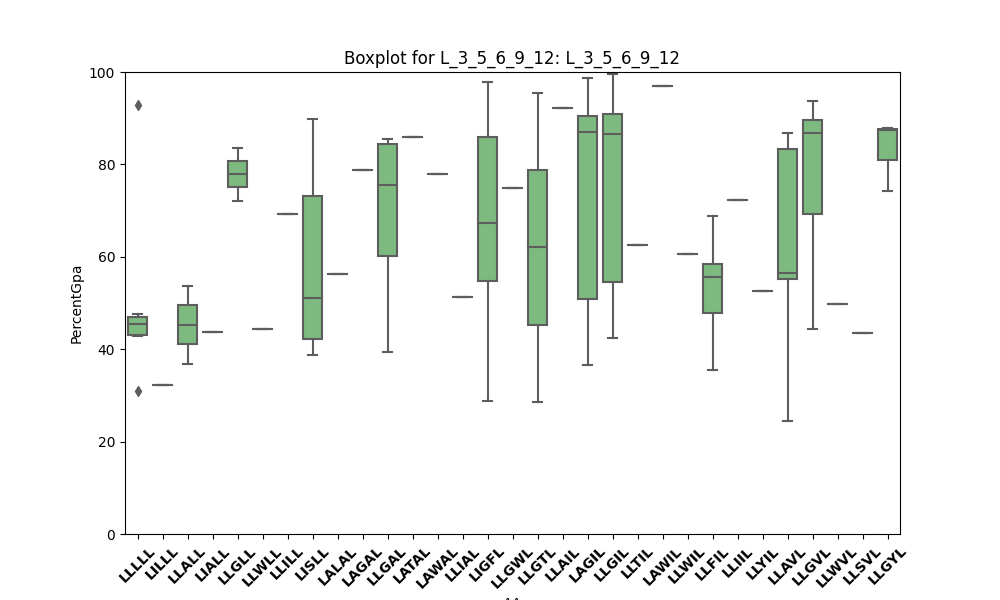 Boxplot for L_3_5_6_9_12: L_3_5_6_9_12
100
80
60
40
20
0
PercentGpa
LLLLL LILLL LLALL LIALL LLGLL LLWLL LLILL LISLL LALAL LAGAL LLGAL LATAL LAWAL LLIAL LIGFL LLGWL LLGTL LLAIL LAGIL LLGIL LLTIL LAWIL LLWIL LLFIL LLIIL LLYIL LLAVL LLGVL LLWVL LLSVL LLGYL